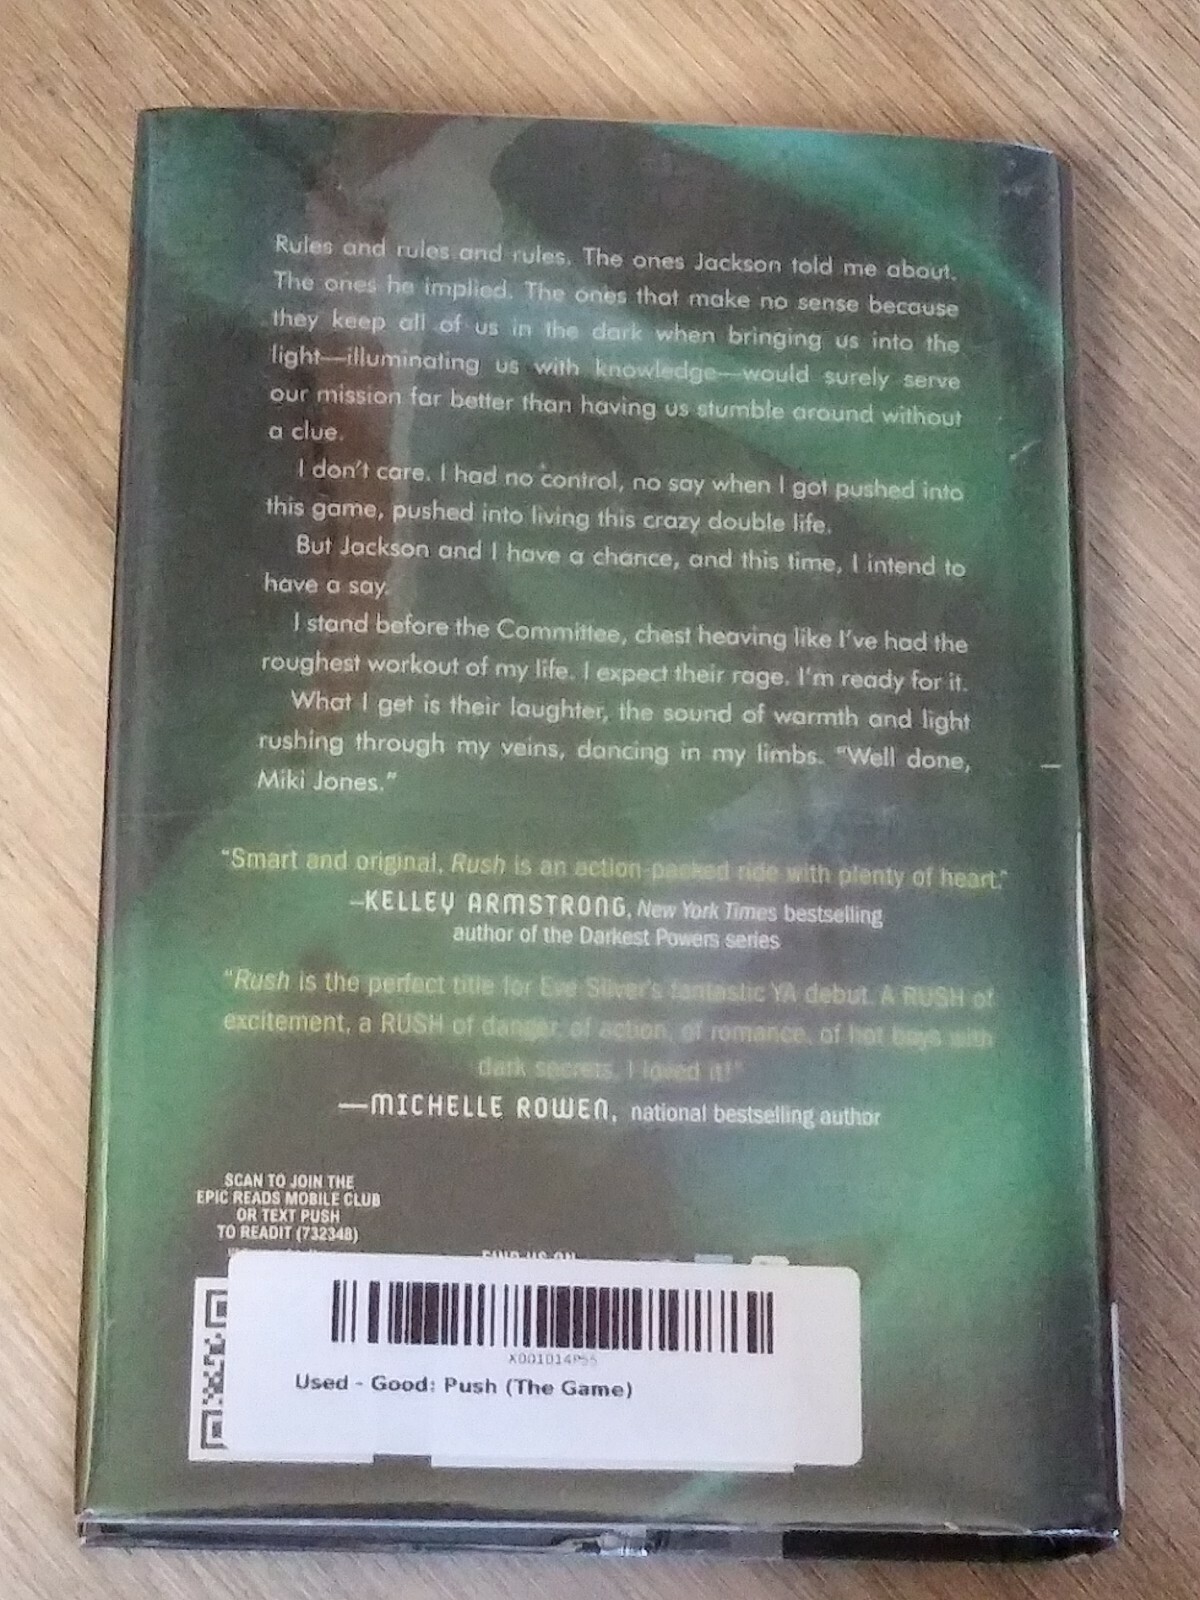 Rules and rules and rules. The ones Jackson told me about.
The ones he implied. The ones that make no sense because
they keep all of us in the dark when bringing us into the
light—illuminating us with knowledge—would surely serve
our mission far better than having us stumble around without
a clue.
I don't care. I had no control, no say when I got pushed into
this game, pushed into living this crazy double life.
But Jackson and I have a chance, and this time, I intend to
have a say.
I stand before the Committee, chest heaving like I've had the
roughest workout of my life. I expect their rage. I'm ready for it.
What I get is their laughter, the sound of warmth and light
rushing through my veins, dancing in my limbs. “Well done,
Miki Jones.”
“Smart and original, Rush is an action-packed ride with plenty of heart.”
—KELLEY ARMSTRONG, New York Times bestselling
author of the Darkest Powers series
“Rush is the perfect title for Eve Silver's fantastic YA debut. A RUSH of
excitement, a RUSH of danger, of action, of romance, of hot boys with
dark secrets. I loved it!”
—MICHELLE ROWEN, national bestselling author
SCAN TO JOIN THE
EPIC READS MOBILE CLUB
OR TEXT PUSH
TO READIT (732348)
FIND US ON
Used - Good: Push (The Game)